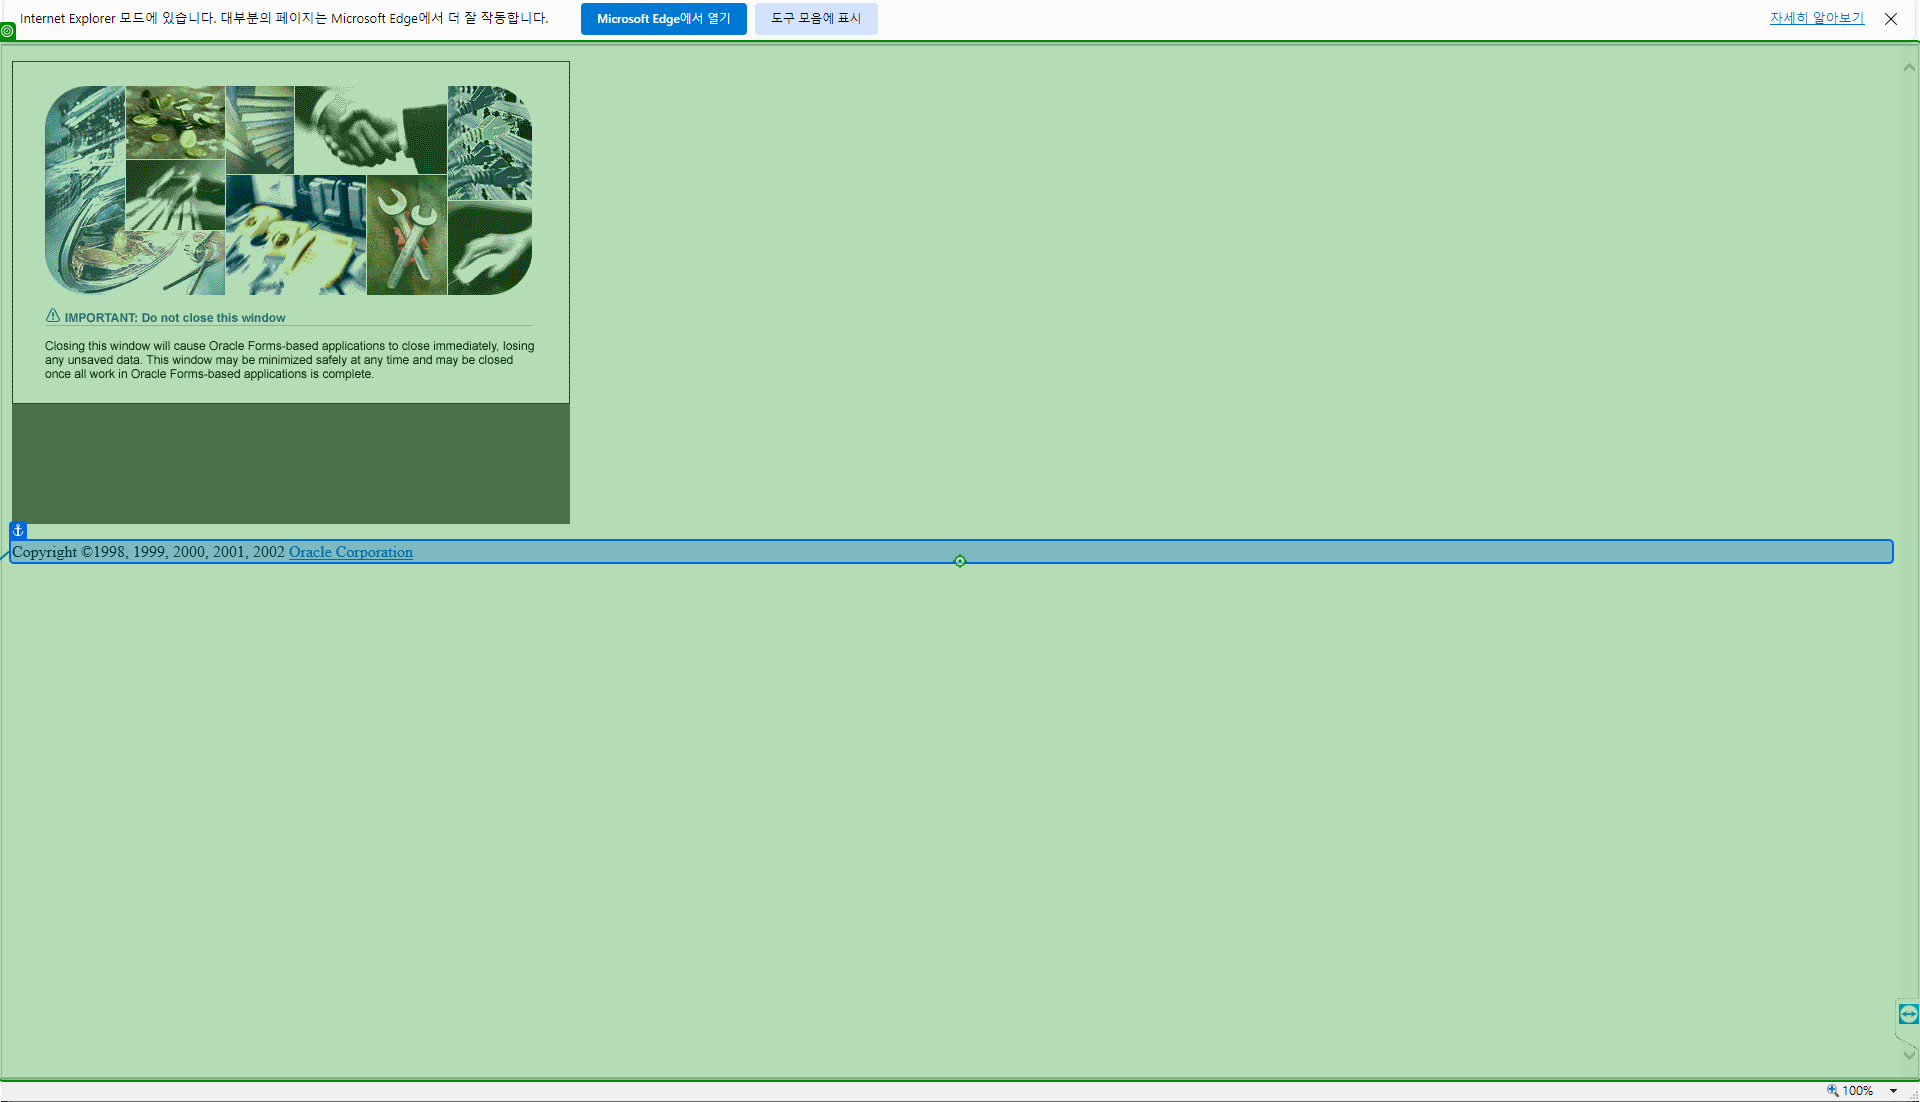 Internet Explorer 모드에 있습니다. 대부분의 페이지는 Microsoft Edge에서 더 잘 작동합니다.
Microsoft Edge에서 열기
도구 모음에 표시
자세히 알아보기
IMPORTANT: Do not close this window
Closing this window will cause Oracle Forms-based applications to close immediately, losing
any unsaved data. This window may be minimized safely at any time and may be closed
once all work in Oracle Forms-based applications is complete.
Copyright ©1998, 1999, 2000, 2001, 2002 Oracle Corporation
100%